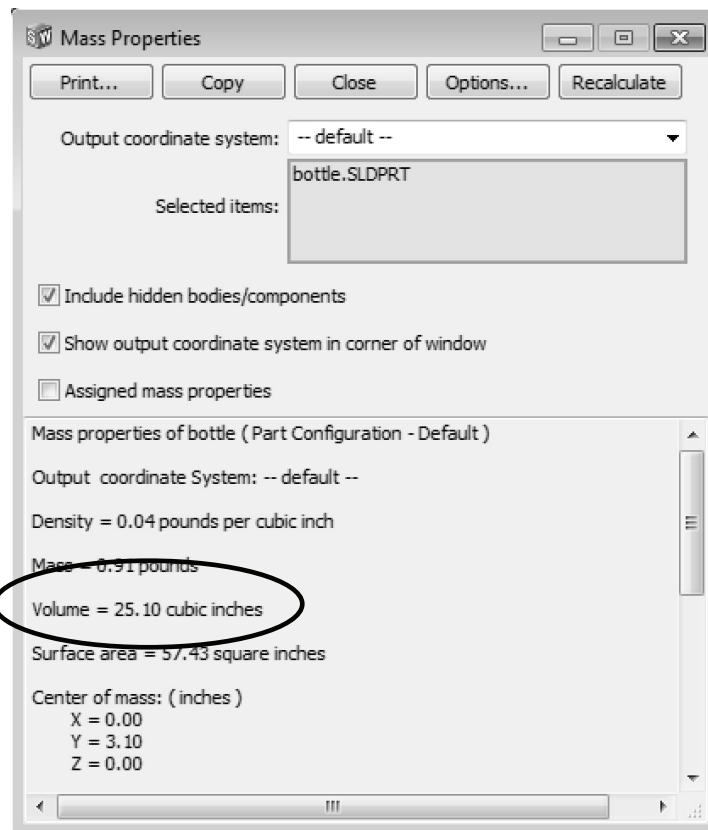 SW Mass Properties
Print... Copy Close Options... Recalculate
Output coordinate system: -- default --
bottle.SLDPRT
Selected items:
Include hidden bodies/components
Show output coordinate system in corner of window
Assigned mass properties
Mass properties of bottle ( Part Configuration - Default )
Output coordinate System: -- default --
Density = 0.04 pounds per cubic inch
Mass = 0.91 pounds
Volume = 25.10 cubic inches
Surface area = 57.43 square inches
Center of mass: ( inches )
X = 0.00
Y = 3.10
Z = 0.00